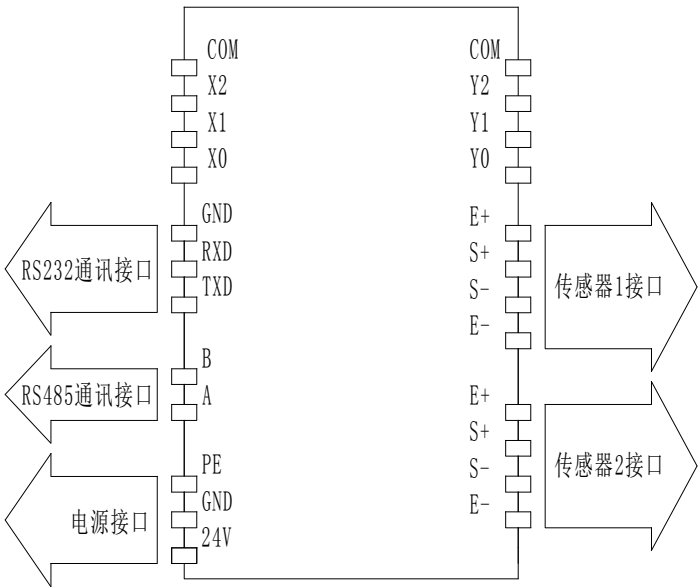 COM
X2
X1
X0
GND
RXD
TXD
RS232通讯接口
B
A
RS485通讯接口
PE
GND
24V
电源接口
COM
Y2
Y1
Y0
E+
S+
S-
E-
传感器1接口
E+
S+
S-
E-
传感器2接口